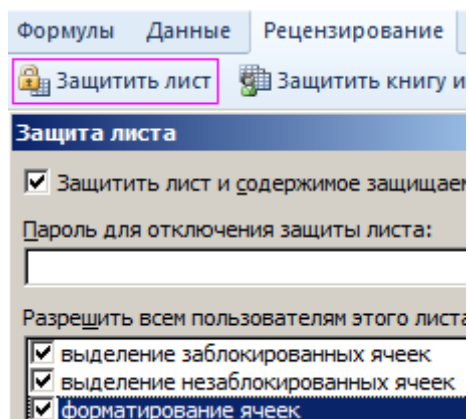 Формулы Данные Рецензирование
Защитить лист Защитить книгу и
Защита листа
Защитить лист и содержимое защищаем
Пароль для отключения защиты листа:
Разрешить всем пользователям этого листа
выделение заблокированных ячеек
выделение незаблокированных ячеек
форматирование ячеек